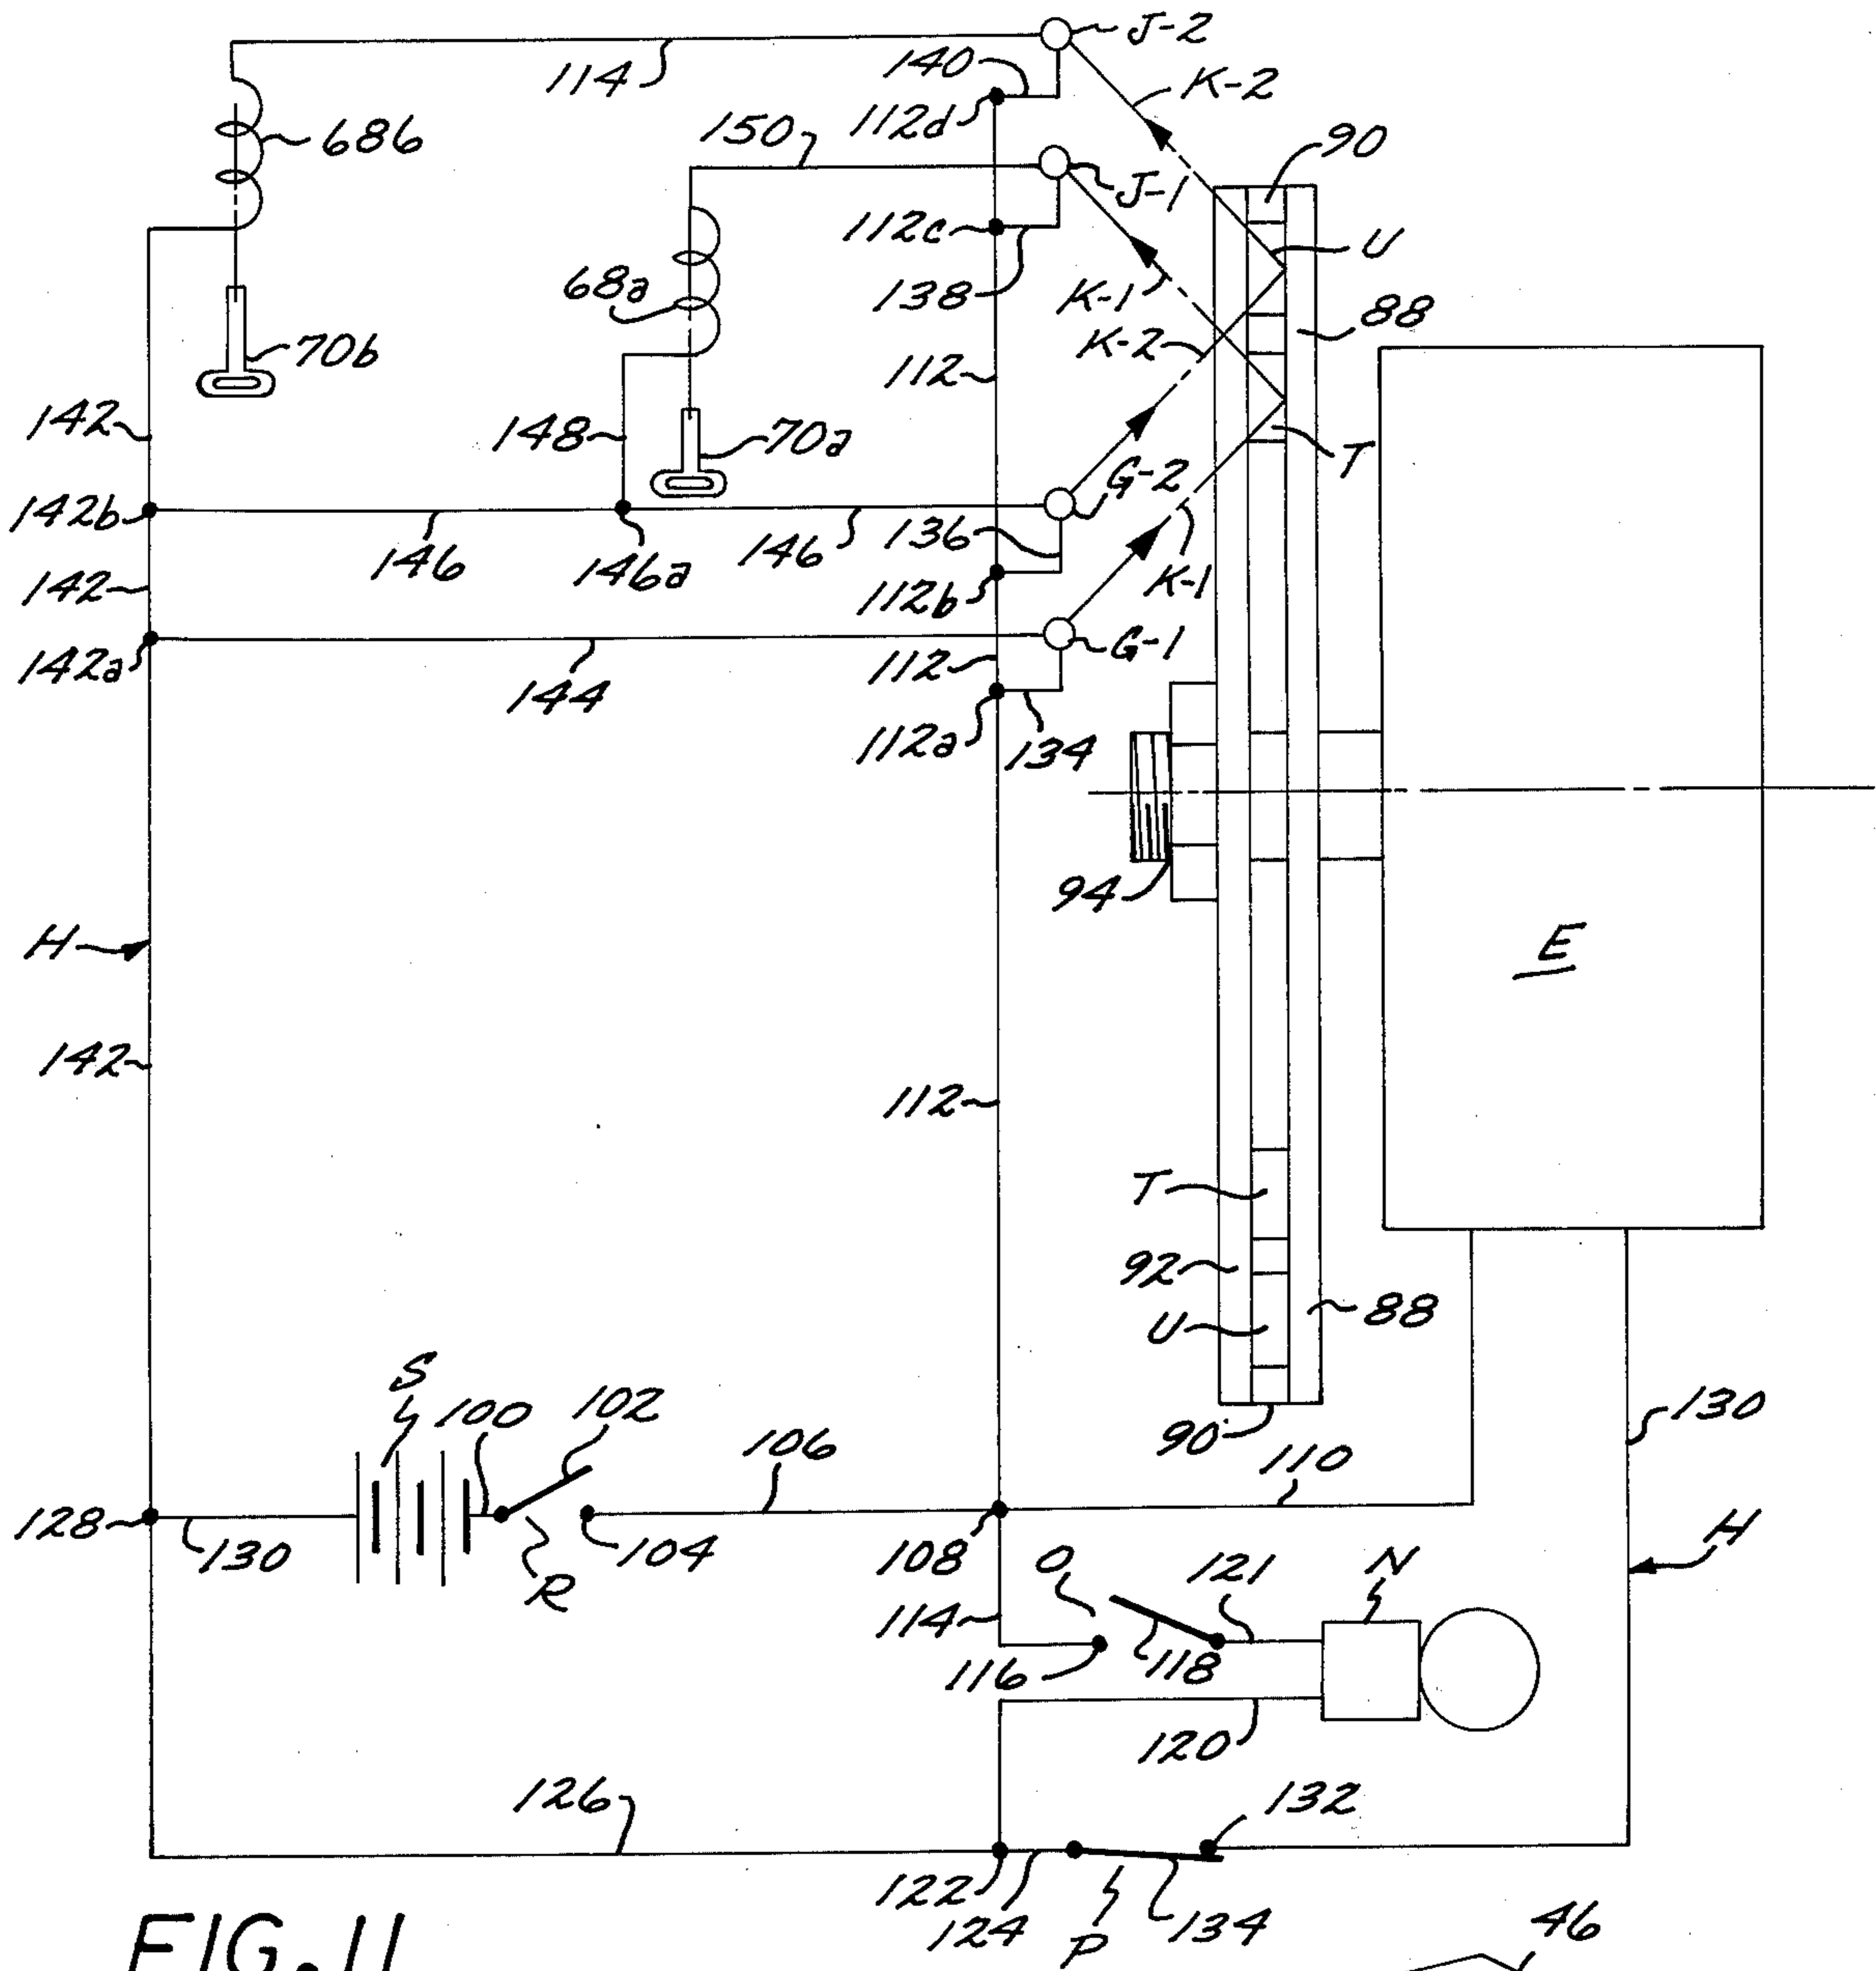 J-2
114
140
K-2
112d
686
150
90
J-1
112c
U
68a
138
K-1
88
K-2
70b
112
142
148
70a
T
G-2
142b
136
146
146a
146
K-1
142
112b
G-1
142a
112
144
112a
134
94
H
E
142
112
T
92
88
U
S
100
102
106
90
110
130
128
130
R
104
108
O
121
N
H
114
116
118
120
126
132
122
124
P
134
46
FIG. 11